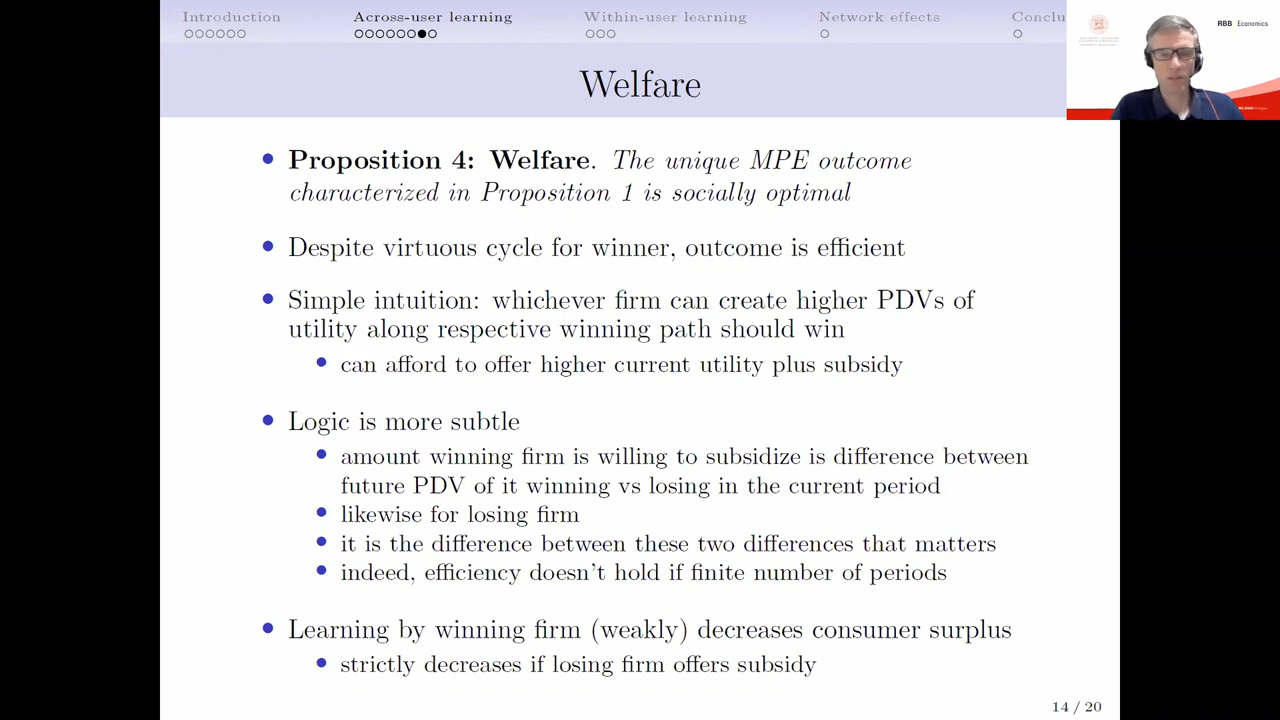 Introduction
Across-user learning
Within-user learning
Network effects
Conclu
RBB Economics
Welfare
• Proposition 4: Welfare. The unique MPE outcome
characterized in Proposition 1 is socially optimal
• Despite virtuous cycle for winner, outcome is efficient
• Simple intuition: whichever firm can create higher PDVs of
utility along respective winning path should win
• can afford to offer higher current utility plus subsidy
• Logic is more subtle
• amount winning firm is willing to subsidize is difference between
future PDV of it winning vs losing in the current period
• likewise for losing firm
• it is the difference between these two differences that matters
• indeed, efficiency doesn't hold if finite number of periods
• Learning by winning firm (weakly) decreases consumer surplus
• strictly decreases if losing firm offers subsidy
14 / 20